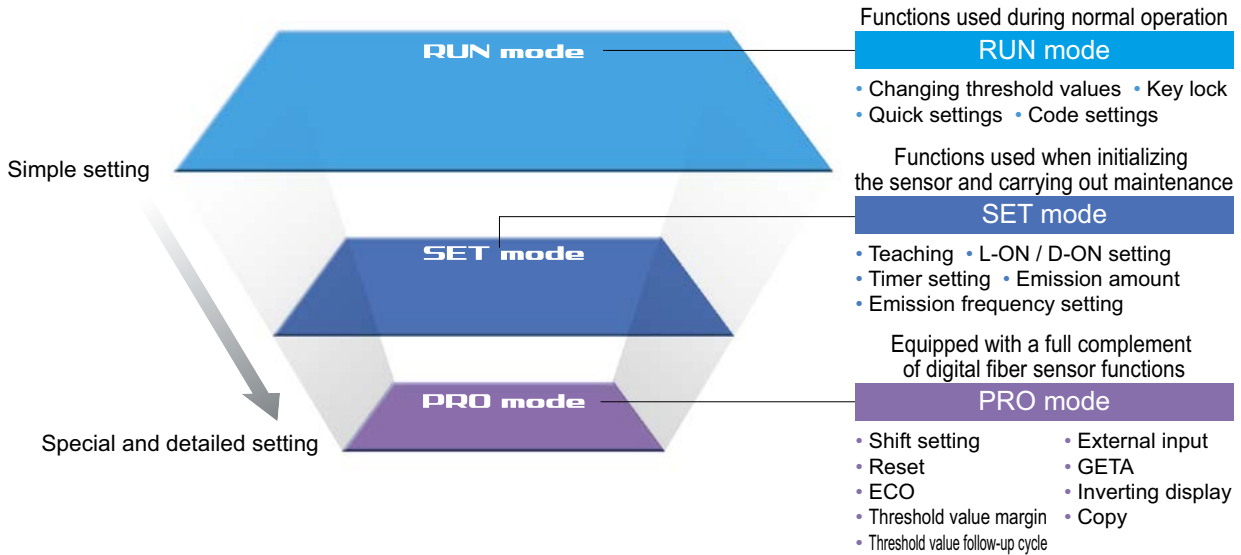 Simple setting
Special and detailed setting
RUN mode
SET mode
PRO mode
Functions used during normal operation
RUN mode
• Changing threshold values • Key lock
• Quick settings • Code settings
Functions used when initializing
the sensor and carrying out maintenance
SET mode
• Teaching • L-ON / D-ON setting
• Timer setting • Emission amount
• Emission frequency setting
Equipped with a full complement
of digital fiber sensor functions
PRO mode
• Shift setting • External input
• Reset • GETA
• ECO • Inverting display
• Threshold value margin • Copy
• Threshold value follow-up cycle